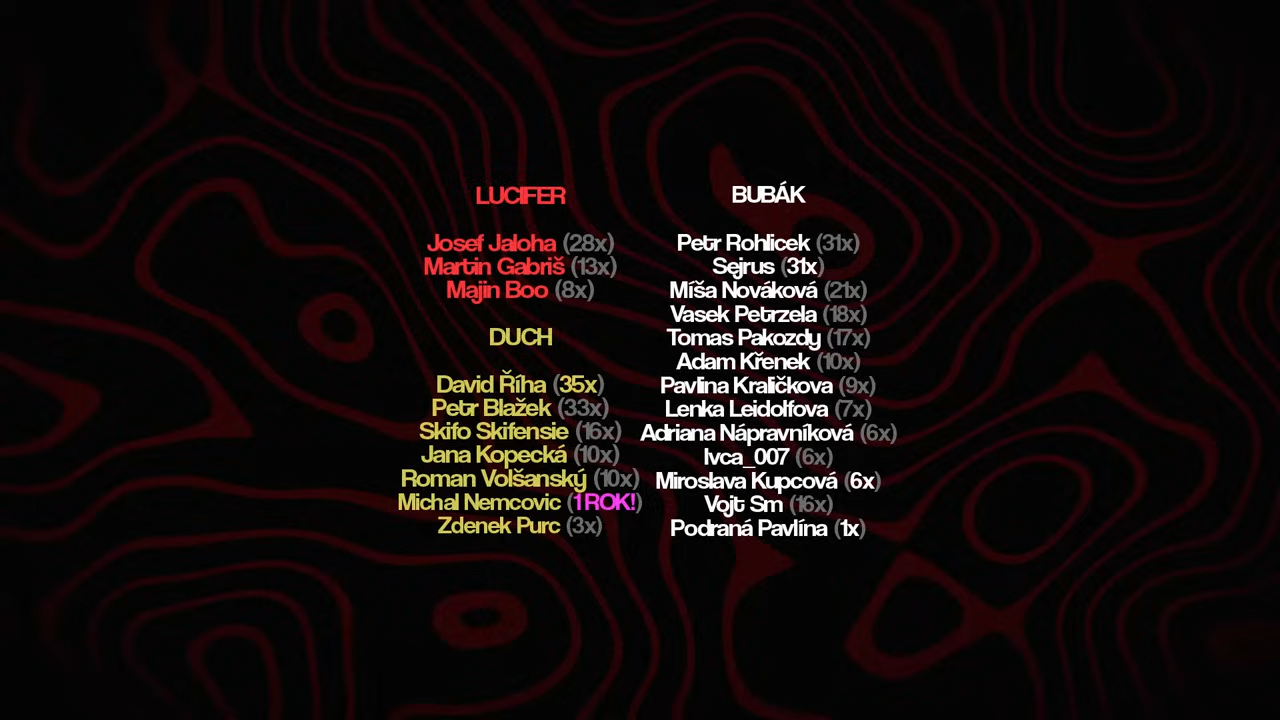 LUCIFER
Josef Jaloha (28x)
Martin Gabriš (13x)
Majin Boo (8x)
DUCH
David Říha (35x)
Petr Blažek (33x)
Skifo Skifensie (16x)
Jana Kopecká (10x)
Roman Volšanský (10x)
Michal Nemcovic (1 ROK!)
Zdenek Purc (3x)
BUBÁK
Petr Rohlicek (31x)
Sejrus (31x)
Míša Nováková (21x)
Vasek Petrzela (18x)
Tomas Pakozdy (17x)
Adam Křenek (10x)
Pavlina Kraličkova (9x)
Lenka Leidolfova (7x)
Adriana Nápravníková (6x)
Ivca_007 (6x)
Miroslava Kupcová (6x)
Vojt Sm (16x)
Podraná Pavlína (1x)